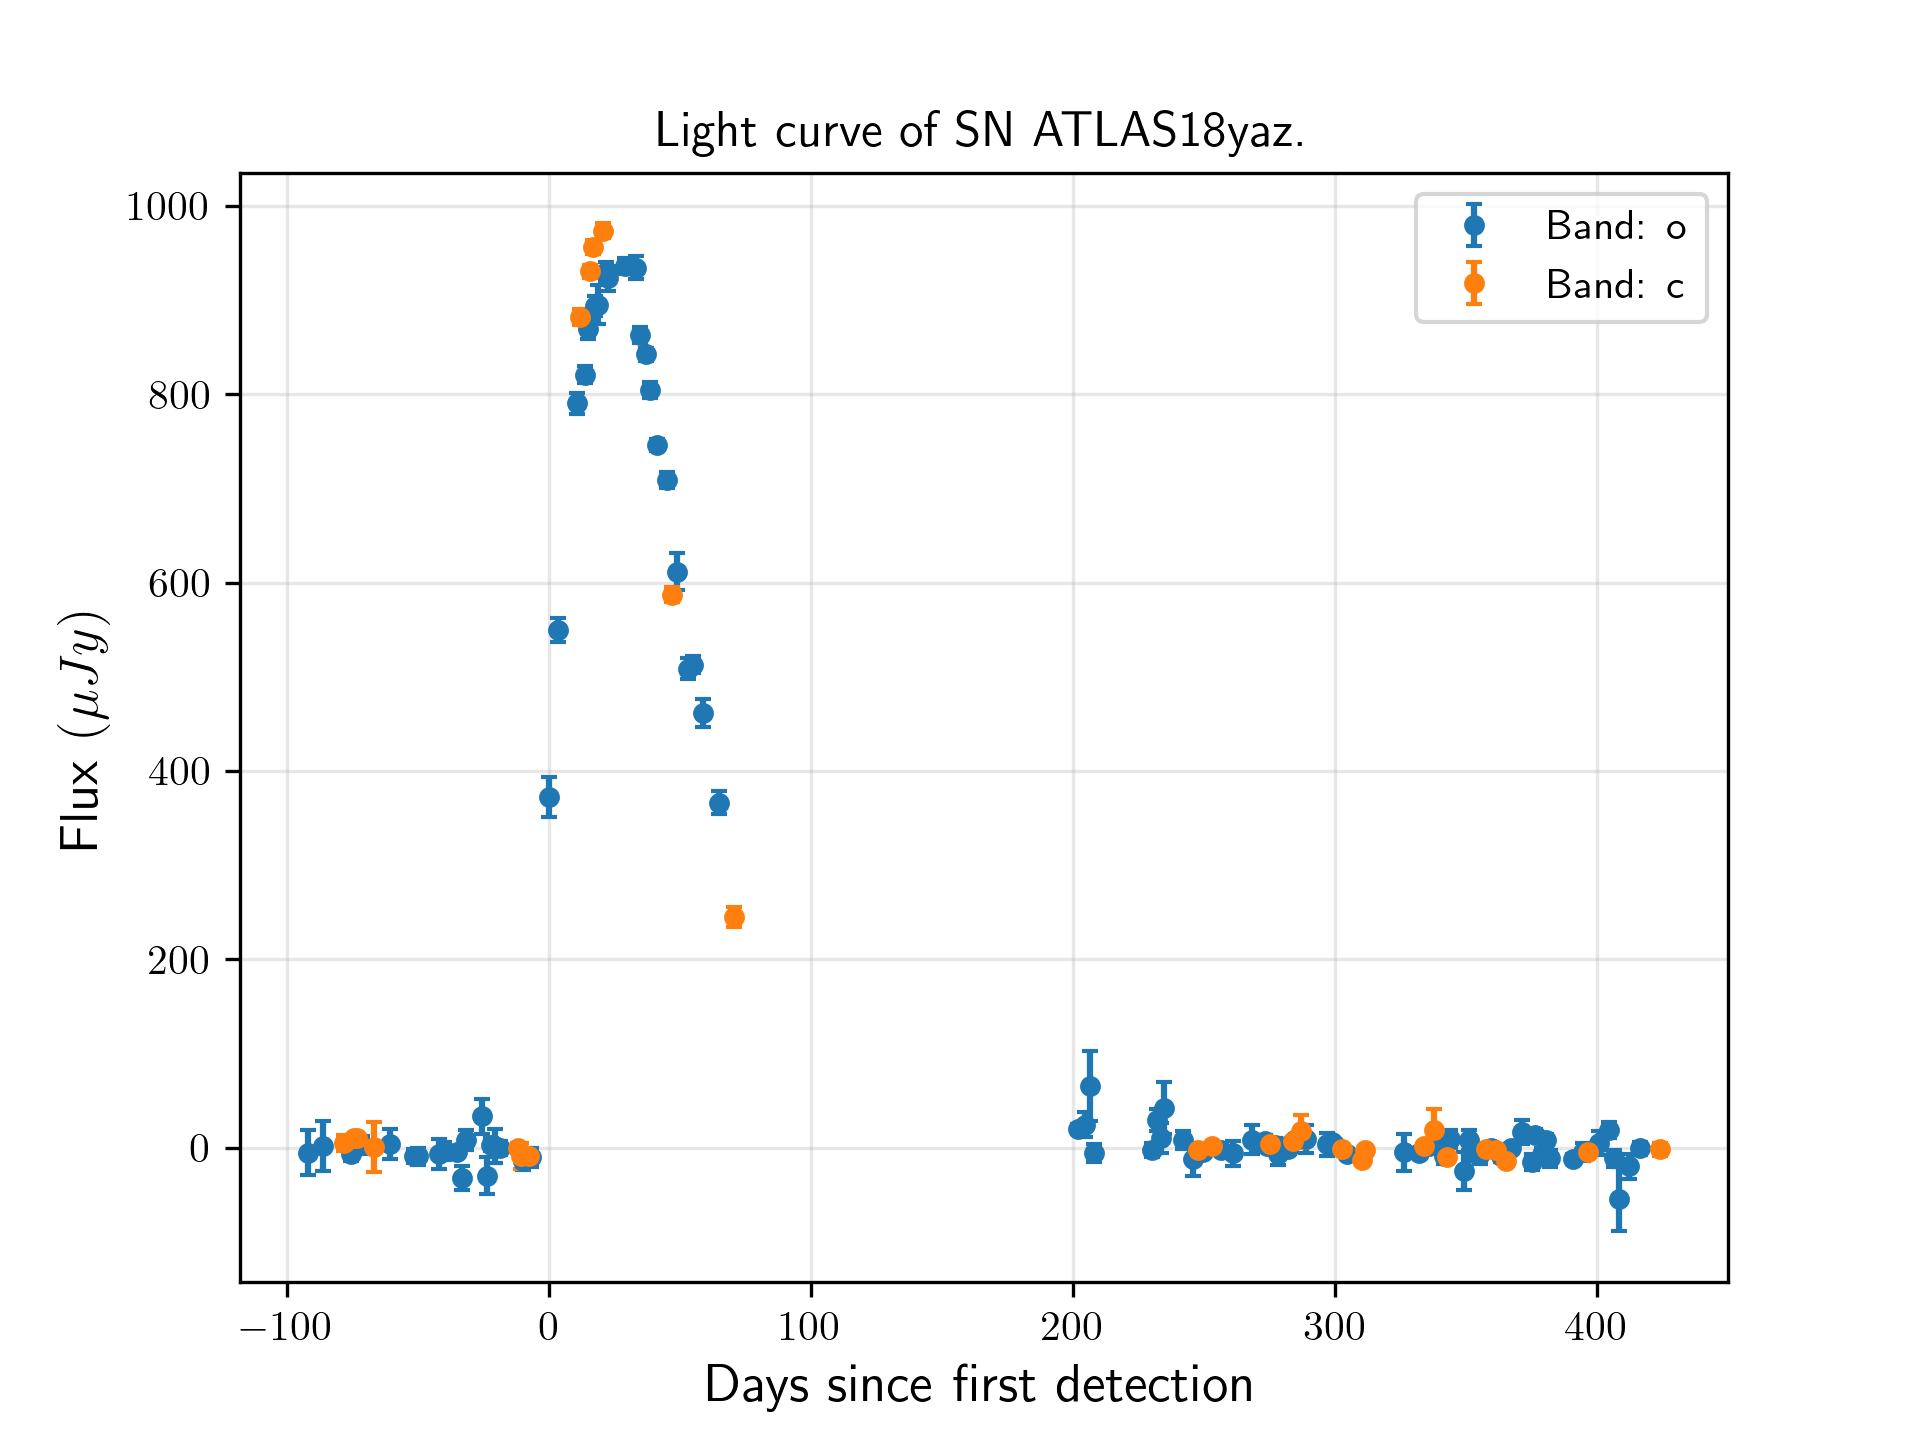 Light curve of SN ATLAS18yaz.
Band: o
Band: c
1000
800
600
400
200
0
Flux (μJy)
−100 0 100 200 300 400
Days since first detection